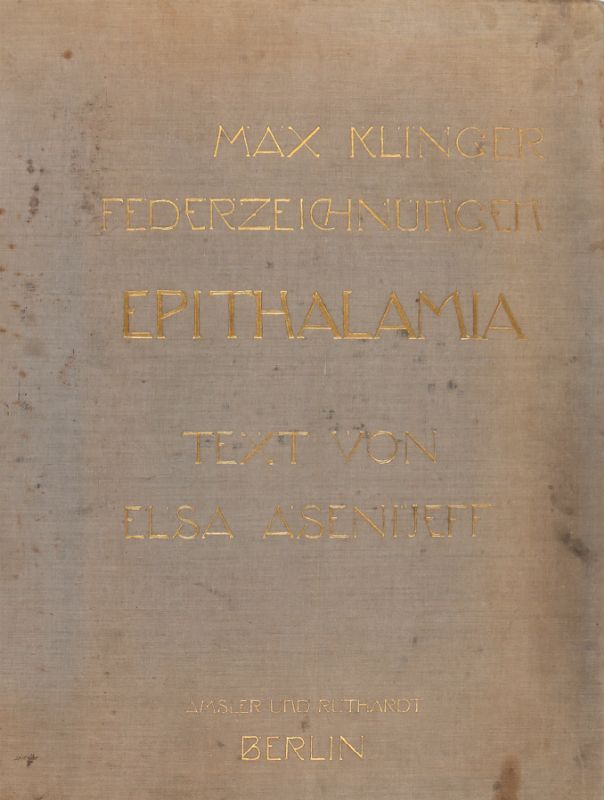 MAX KLINGER
FEDERZEICHNUNGEN
EPITHALAMIA
TEXT VON
ELSA ASENIJEFF
AMSLER UND RUTHARDT
BERLIN